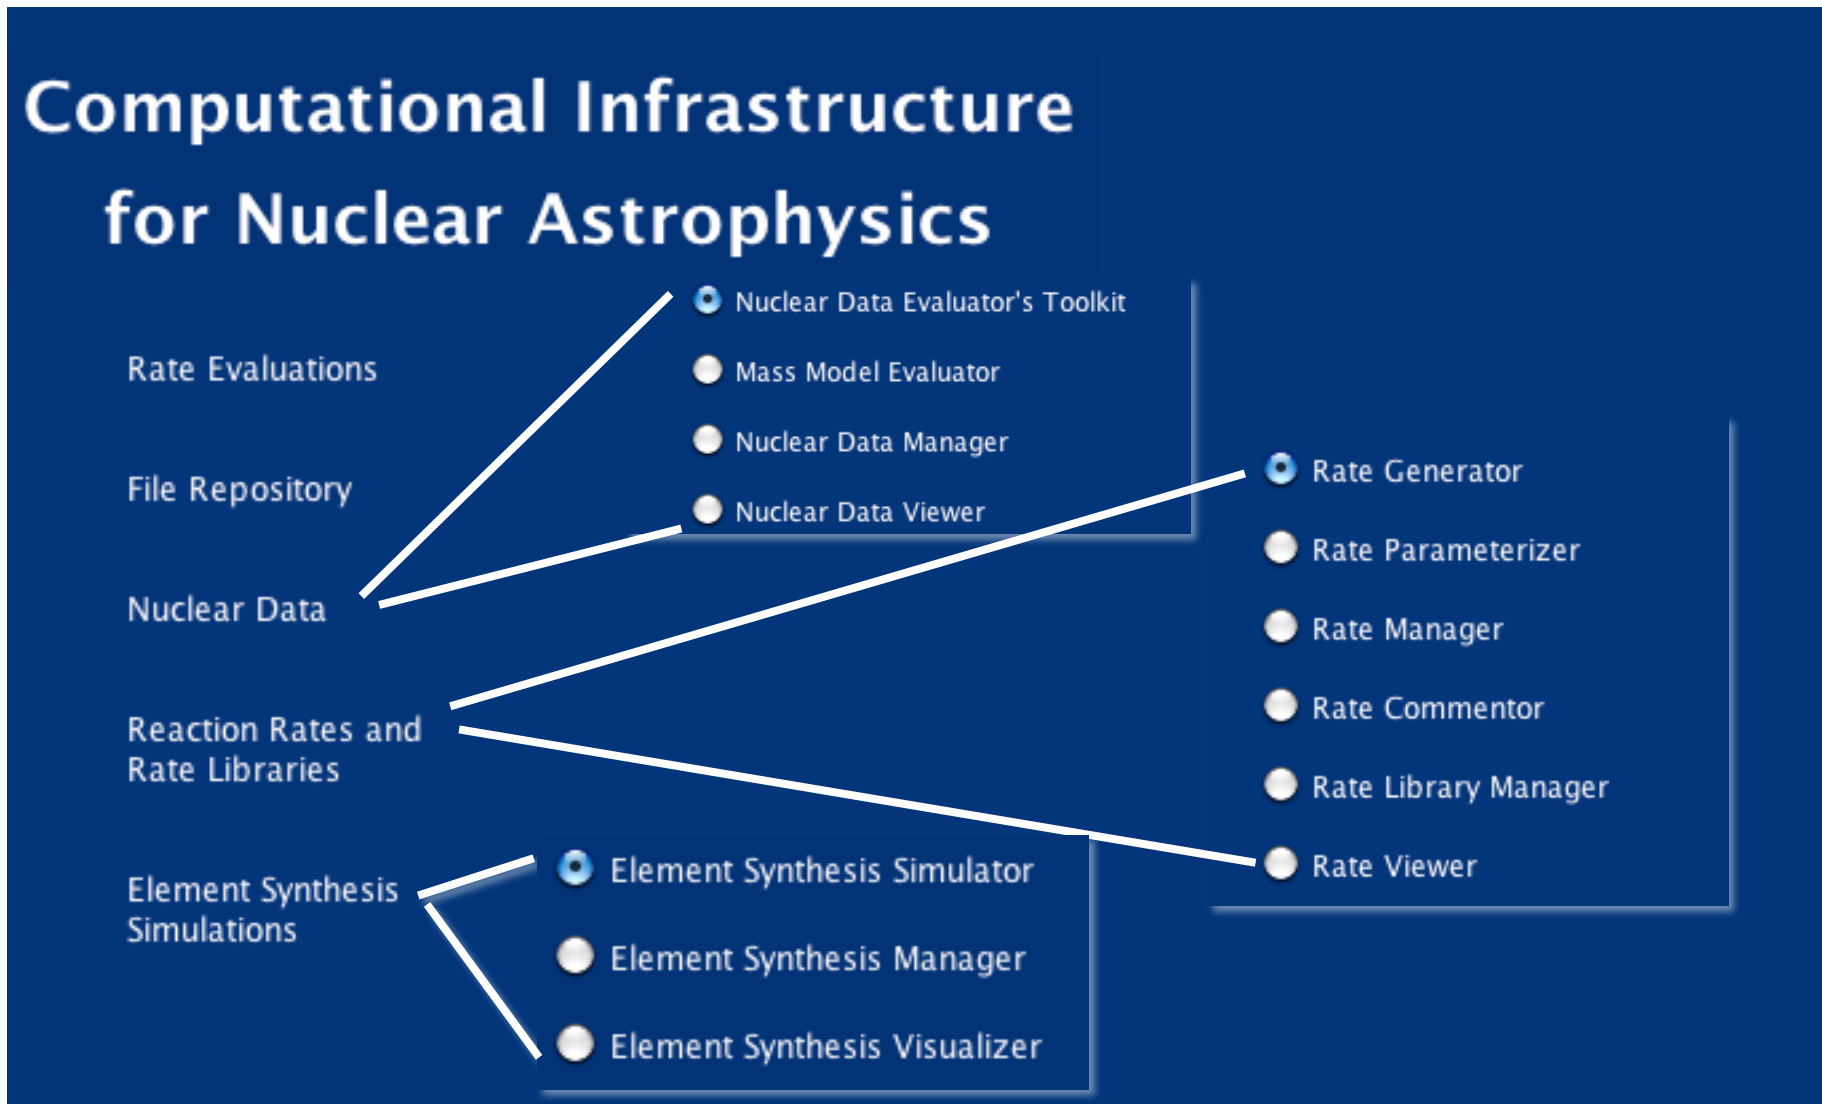 Computational Infrastructure
for Nuclear Astrophysics
Rate Evaluations
File Repository
Nuclear Data
Reaction Rates and
Rate Libraries
Element Synthesis
Simulations
Nuclear Data Evaluator's Toolkit
Mass Model Evaluator
Nuclear Data Manager
Nuclear Data Viewer
Rate Generator
Rate Parameterizer
Rate Manager
Rate Commentor
Rate Library Manager
Rate Viewer
Element Synthesis Simulator
Element Synthesis Manager
Element Synthesis Visualizer